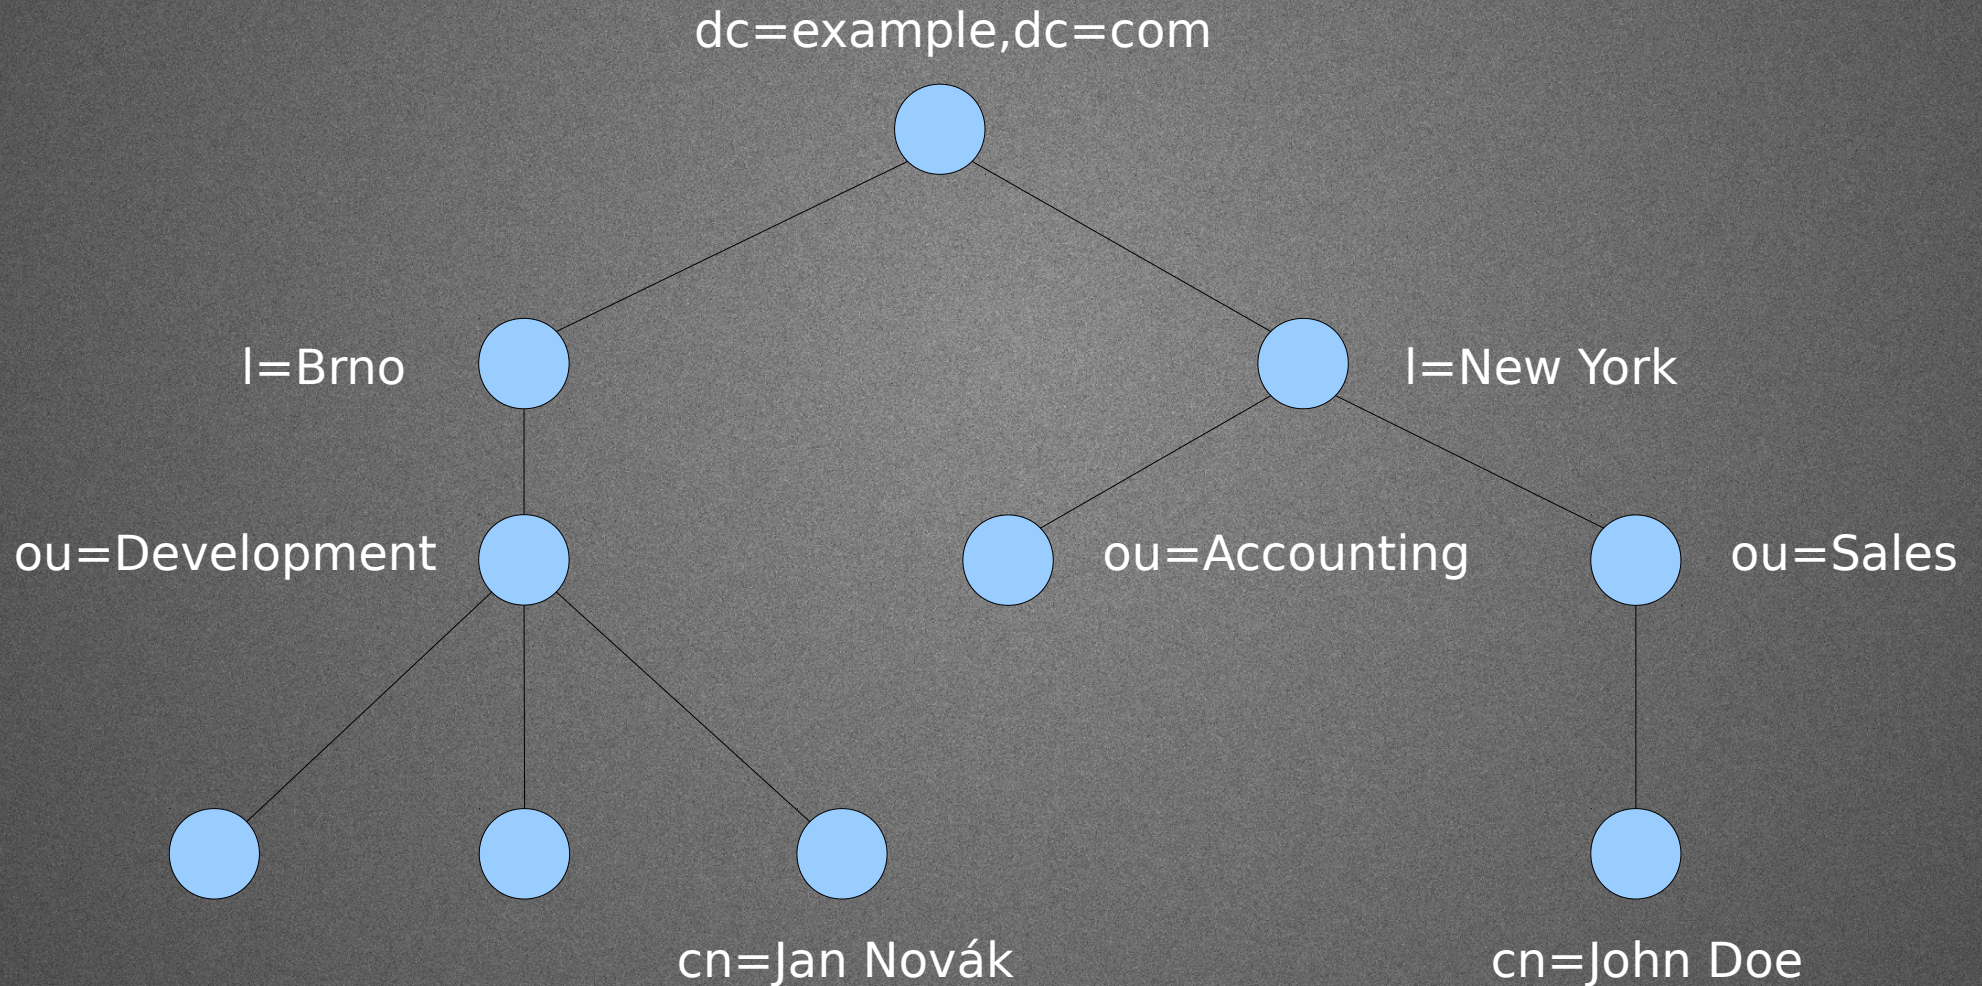 dc=example,dc=com
l=Brno
l=New York
ou=Development
ou=Accounting
ou=Sales
cn=Jan Novák
cn=John Doe